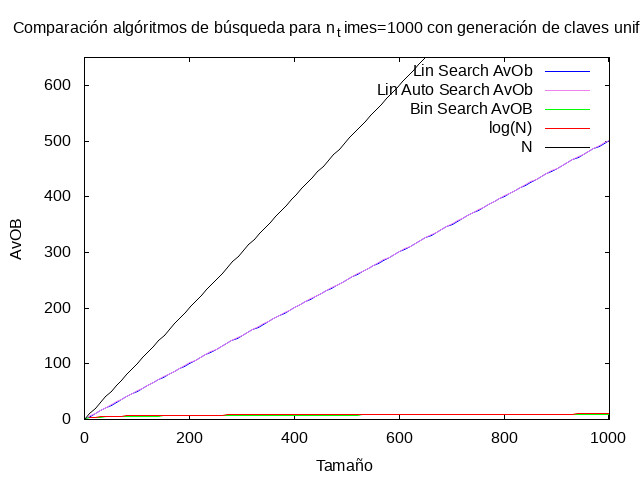 Comparación algóritmos de búsqueda para nt imes=1000 con generación de claves unif
Lin Search AvOb
Lin Auto Search AvOb
Bin Search AvOB
log(N)
N
600
500
400
300
200
100
0
AvOB
0 200 400 600 800 1000
Tamaño